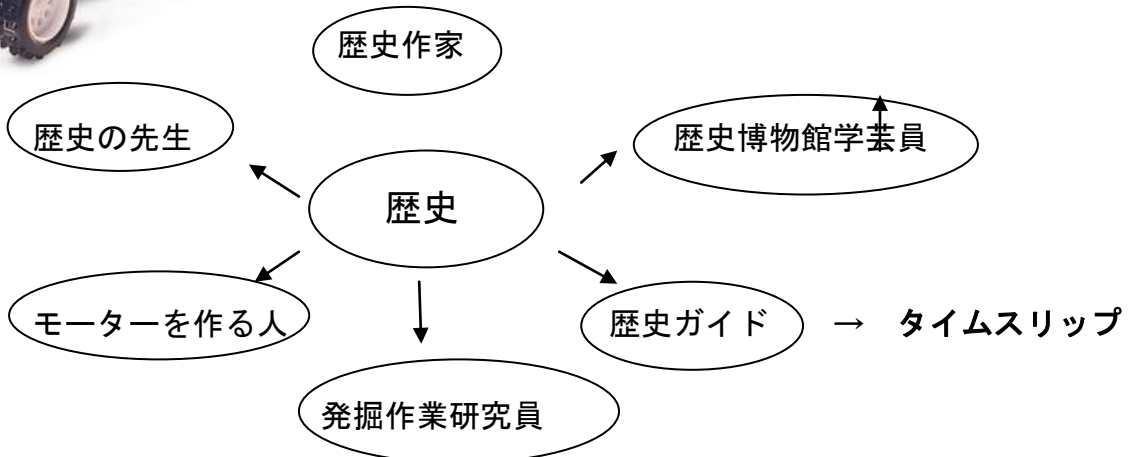 歴史作家
歴史の先生
歴史博物館学芸員
歴史
モーターを作る人
歴史ガイド → タイムスリップ
発掘作業研究員